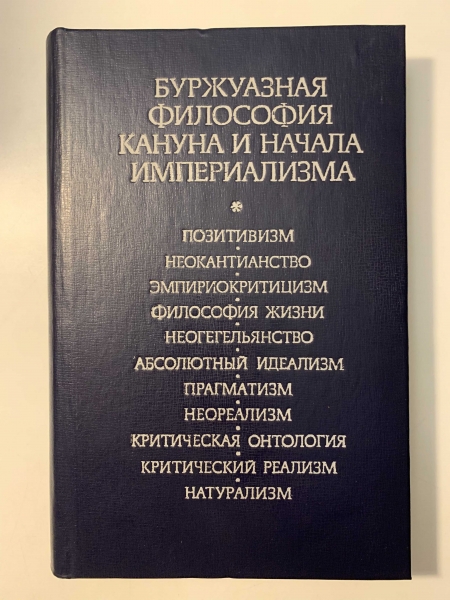 БУРЖУАЗНАЯ
ФИЛОСОФИЯ
КАНУНА И НАЧАЛА
ИМПЕРИАЛИЗМА
*
ПОЗИТИВИЗМ
НЕОКАНТИАНСТВО
ЭМПИРИОКРИТИЦИЗМ
ФИЛОСОФИЯ ЖИЗНИ
НЕОГЕГЕЛЬЯНСТВО
АБСОЛЮТНЫЙ ИДЕАЛИЗМ
ПРАГМАТИЗМ
НЕОРЕАЛИЗМ
КРИТИЧЕСКАЯ ОНТОЛОГИЯ
КРИТИЧЕСКИЙ РЕАЛИЗМ
НАТУРАЛИЗМ